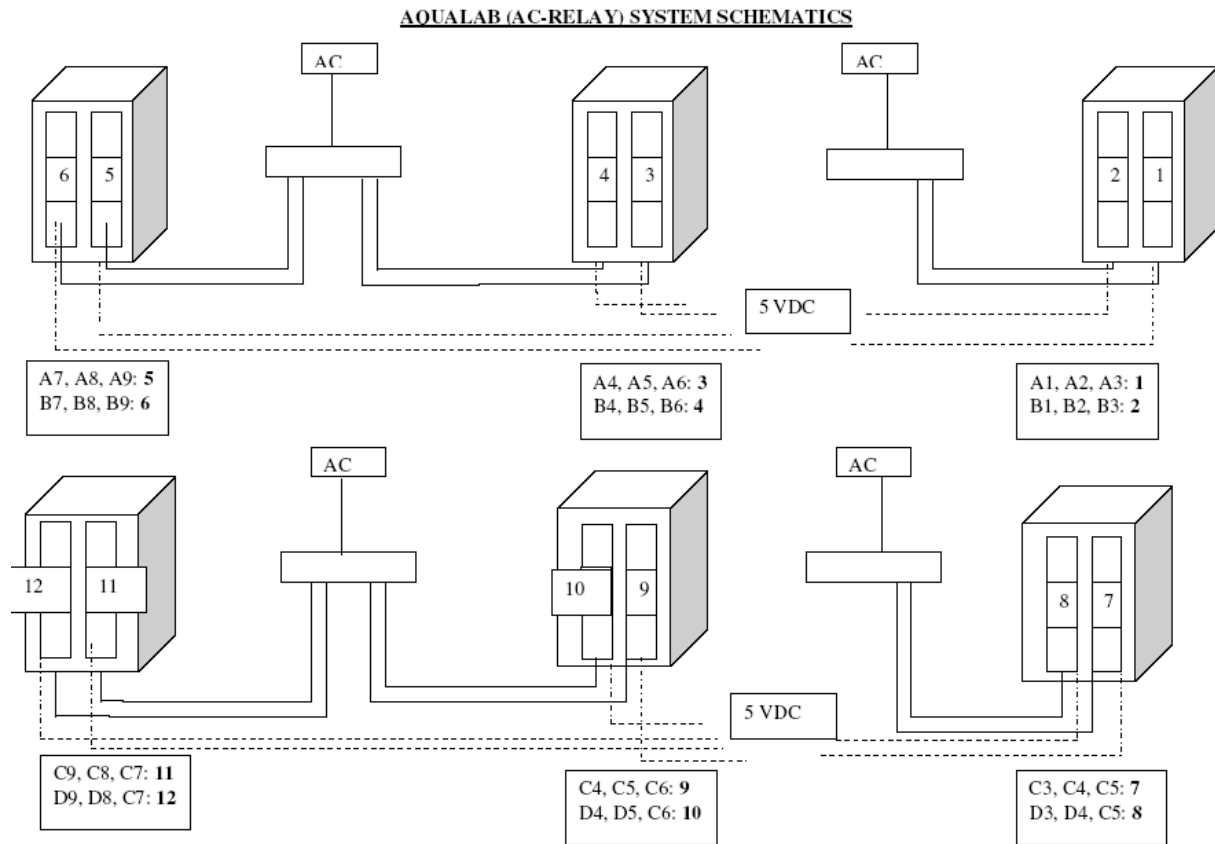 AQUALAB (AC-RELAY) SYSTEM SCHEMATICS
AC
AC
6 5
4 3
2 1
5 VDC
A7, A8, A9: 5
B7, B8, B9: 6
A4, A5, A6: 3
B4, B5, B6: 4
A1, A2, A3: 1
B1, B2, B3: 2
AC
AC
12 11
10 9
8 7
5 VDC
C9, C8, C7: 11
D9, D8, C7: 12
C4, C5, C6: 9
D4, D5, C6: 10
C3, C4, C5: 7
D3, D4, C5: 8